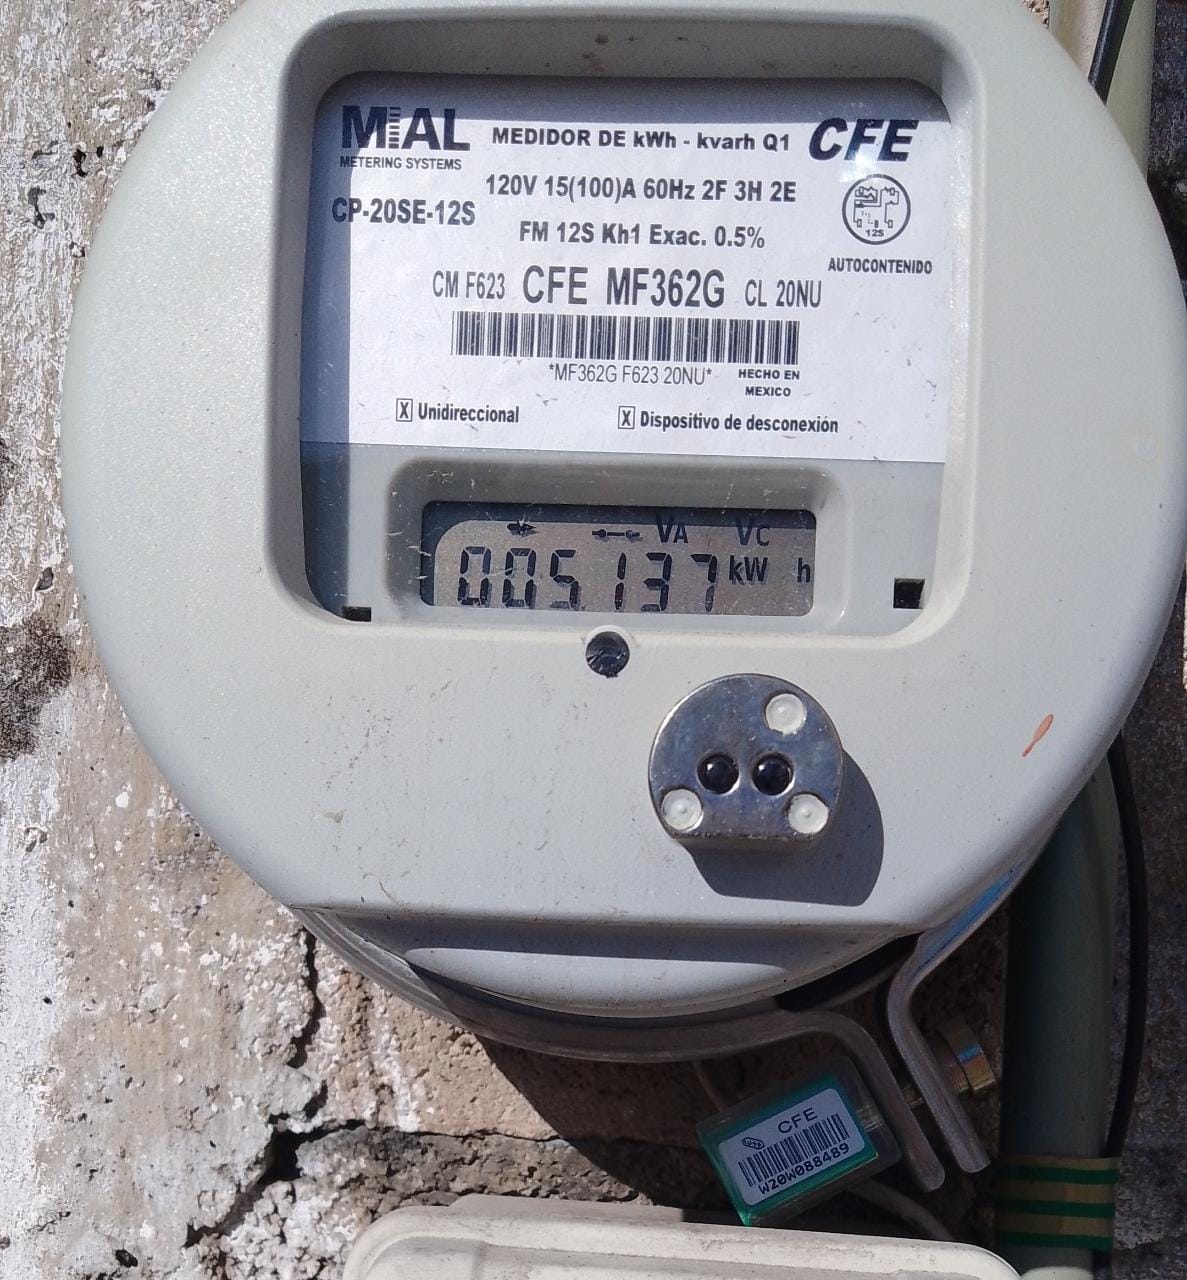 MIAL
METERING SYSTEMS
MEDIDOR DE kWh - kvarh Q1
CFE
120V 15(100)A 60Hz 2F 3H 2E
CP-20SE-12S
FM 12S Kh1 Exac. 0.5%
12S
AUTOCONTENIDO
CM F623 CFE MF362G CL 20NU
*MF362G F623 20NU*
HECHO EN
MEXICO
X Unidireccional
X Dispositivo de desconexión
VA VC
005137 kW h
CFE
W20W088489